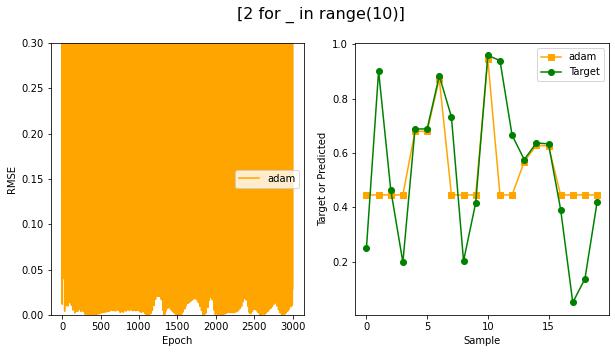 [2 for _ in range(10)]
0.30
0.25
0.20
0.15
0.10
0.05
0.00
RMSE
adam
0 500 1000 1500 2000 2500 3000
Epoch
1.0
0.8
0.6
0.4
0.2
Target or Predicted
adam
Target
0 5 10 15
Sample